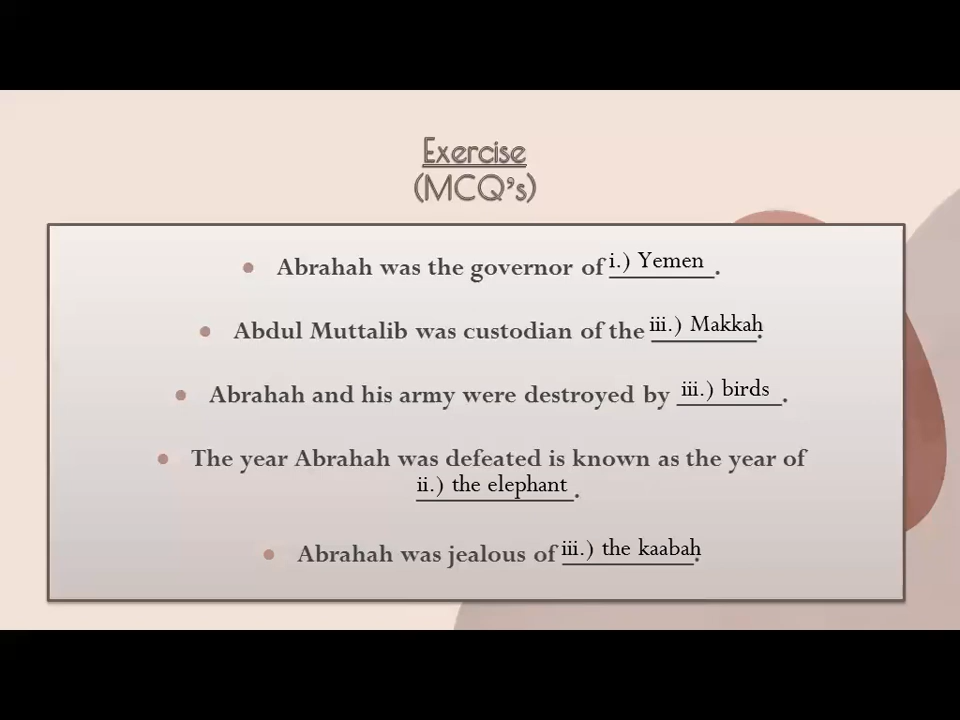 Exercise
(MCQ’s)
• Abrahah was the governor of i.) Yemen.
• Abdul Muttalib was custodian of the iii.) Makkah.
• Abrahah and his army were destroyed by iii.) birds.
• The year Abrahah was defeated is known as the year of
ii.) the elephant.
• Abrahah was jealous of iii.) the kaabah.